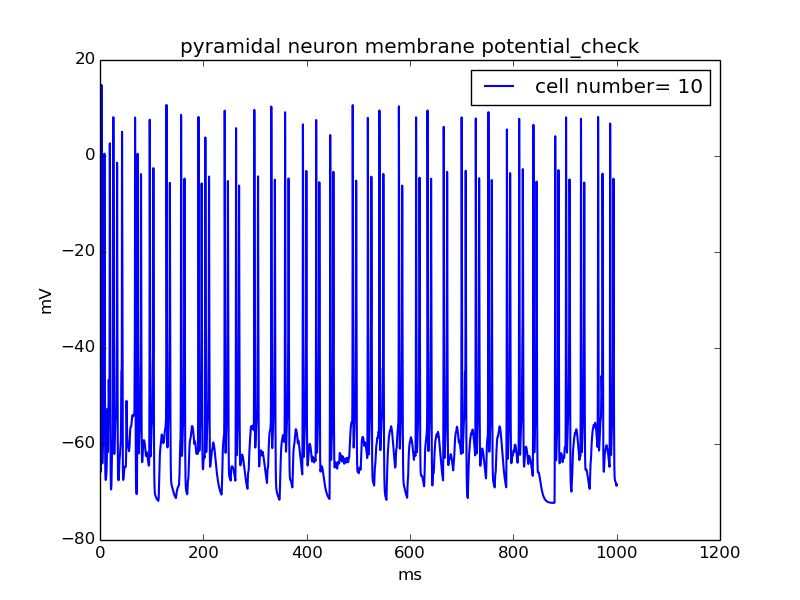 pyramidal neuron membrane potential_check
cell number= 10
20
0
−20
−40
−60
−80
mV
0 200 400 600 800 1000 1200
ms